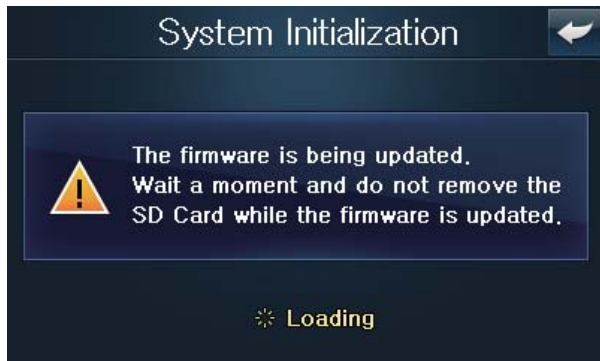 System Initialization
The firmware is being updated.
Wait a moment and do not remove the
SD Card while the firmware is updated.
Loading